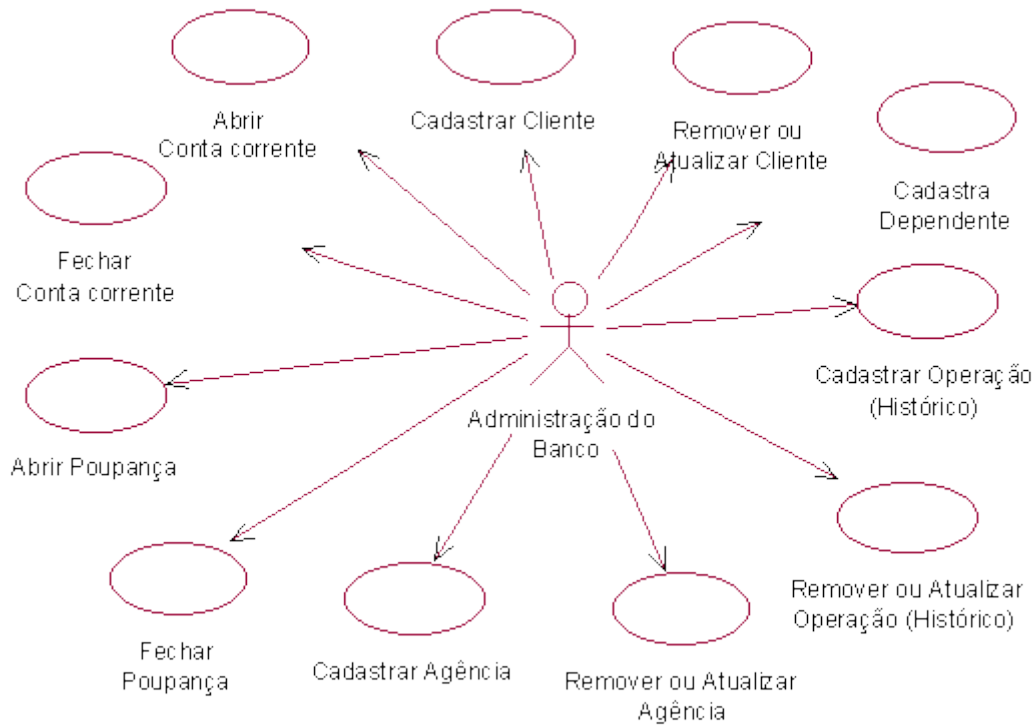 Abrir
Conta corrente
Cadastrar Cliente
Remover ou
Atualizar Cliente
Cadastra
Dependente
Fechar
Conta corrente
Cadastrar Operação
(Histórico)
Administração do
Banco
Abrir Poupança
Remover ou Atualizar
Operação (Histórico)
Fechar
Poupança
Cadastrar Agência
Remover ou Atualizar
Agência